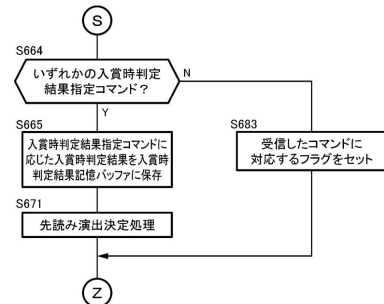 S
S664
いずれかの入賞時判定
結果指定コマンド?
N
Y
S665
入賞時判定結果指定コマンドに
応じた入賞時判定結果を入賞時
判定結果記憶バッファに保存
S683
受信したコマンドに
対応するフラグをセット
S671
先読み演出決定処理
Z